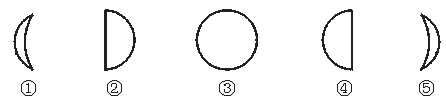 ① ② ③ ④ ⑤